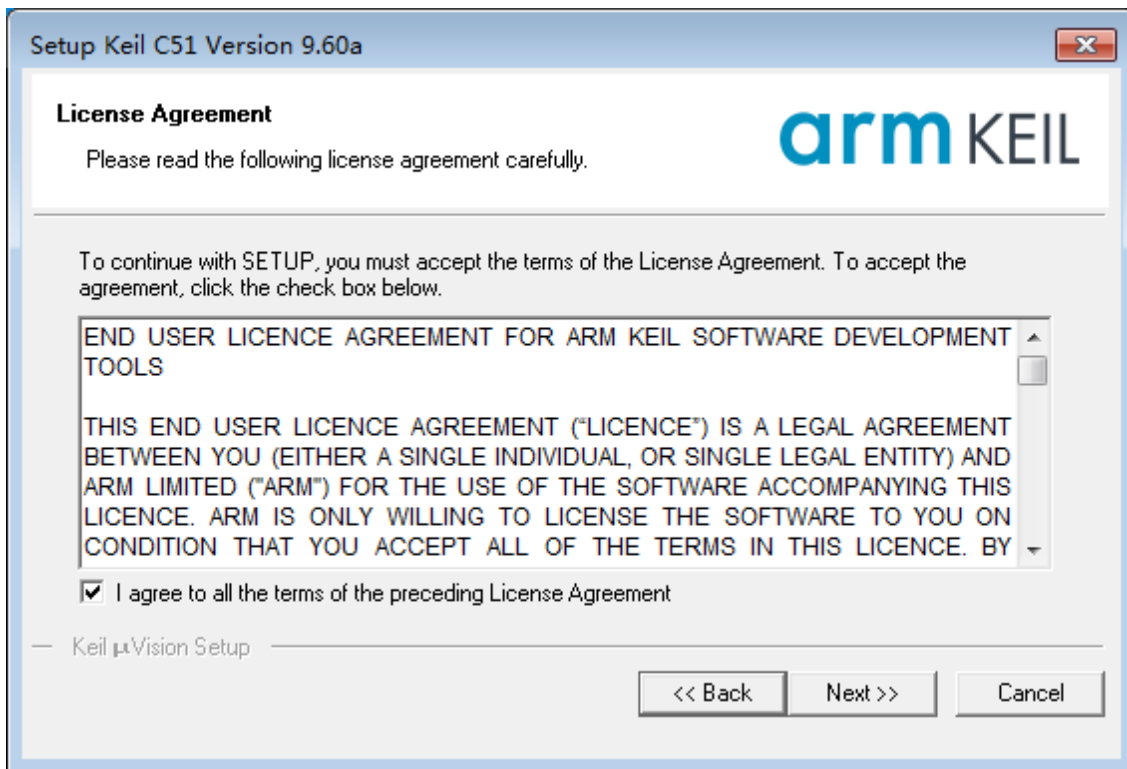 Setup Keil C51 Version 9.60a
License Agreement
Please read the following license agreement carefully.
arm KEIL
To continue with SETUP, you must accept the terms of the License Agreement. To accept the
agreement, click the check box below.
END USER LICENCE AGREEMENT FOR ARM KEIL SOFTWARE DEVELOPMENT
TOOLS
THIS END USER LICENCE AGREEMENT (“LICENCE”) IS A LEGAL AGREEMENT
BETWEEN YOU (EITHER A SINGLE INDIVIDUAL, OR SINGLE LEGAL ENTITY) AND
ARM LIMITED ("ARM") FOR THE USE OF THE SOFTWARE ACCOMPANYING THIS
LICENCE. ARM IS ONLY WILLING TO LICENSE THE SOFTWARE TO YOU ON
CONDITION THAT YOU ACCEPT ALL OF THE TERMS IN THIS LICENCE. BY
I agree to all the terms of the preceding License Agreement
Keil µVision Setup
<< Back
Next >>
Cancel